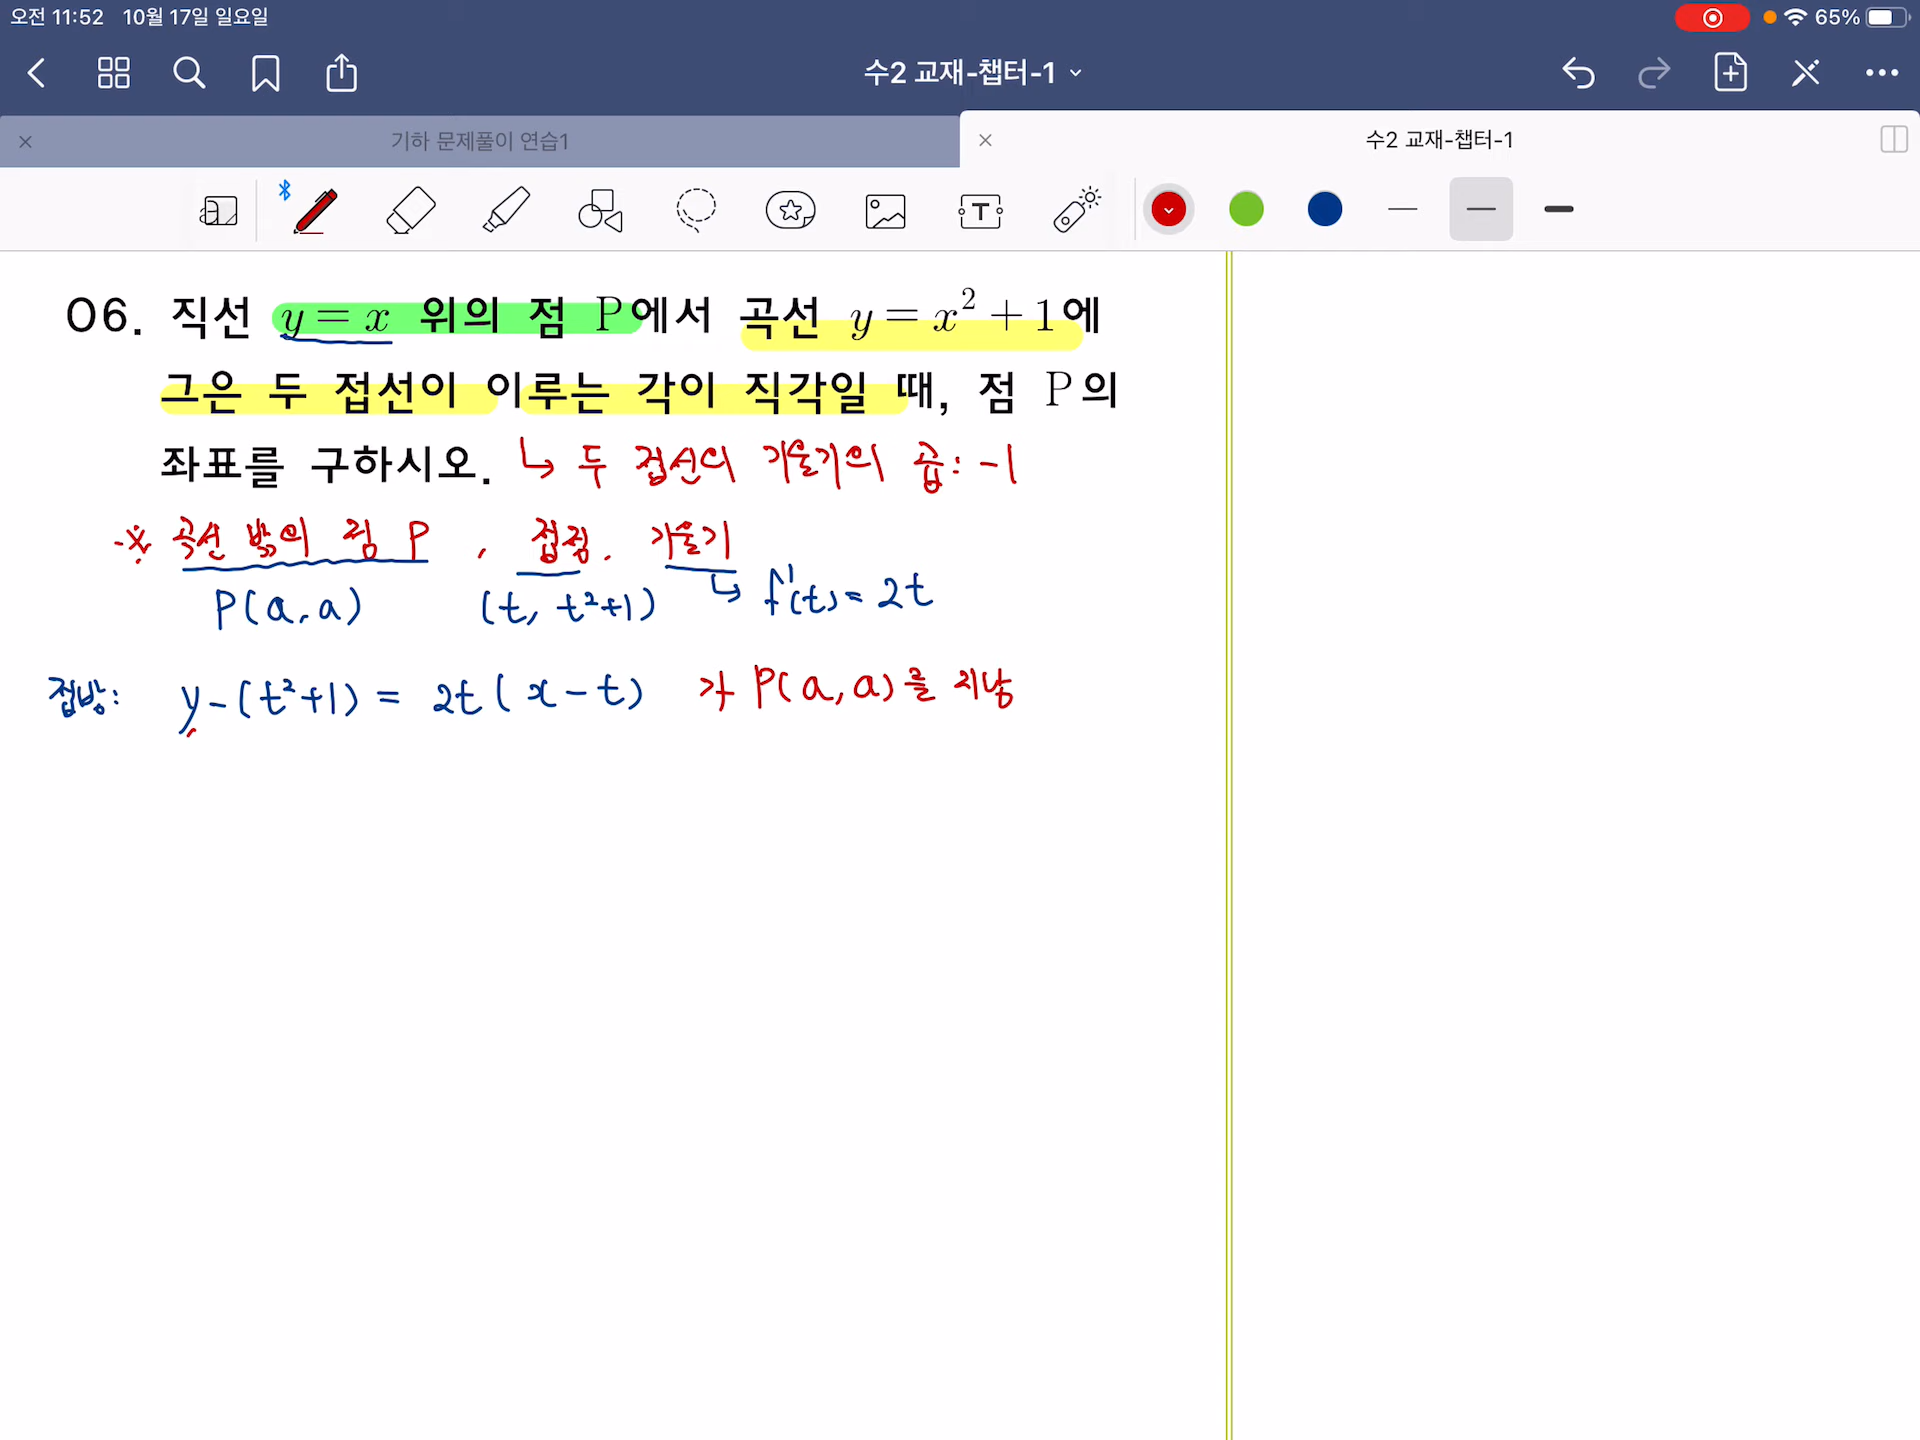 오전 11:52 10월 17일 일요일 65%
수2 교재-챕터-1
기하 문제풀이 연습1 수2 교재-챕터-1
06. 직선 y = x 위의 점 P에서 곡선 y = x² + 1에
그은 두 접선이 이루는 각이 직각일 때, 점 P의
좌표를 구하시오. ↳ 두 접선의 기울기의 곱: -1
※ 곡선 밖의 점 P , 접점. 기울기
P(a, a) (t, t²+1) ↳ f'(t) = 2t
접방: y-(t²+1) = 2t(x-t) 가 P(a, a)를 지남